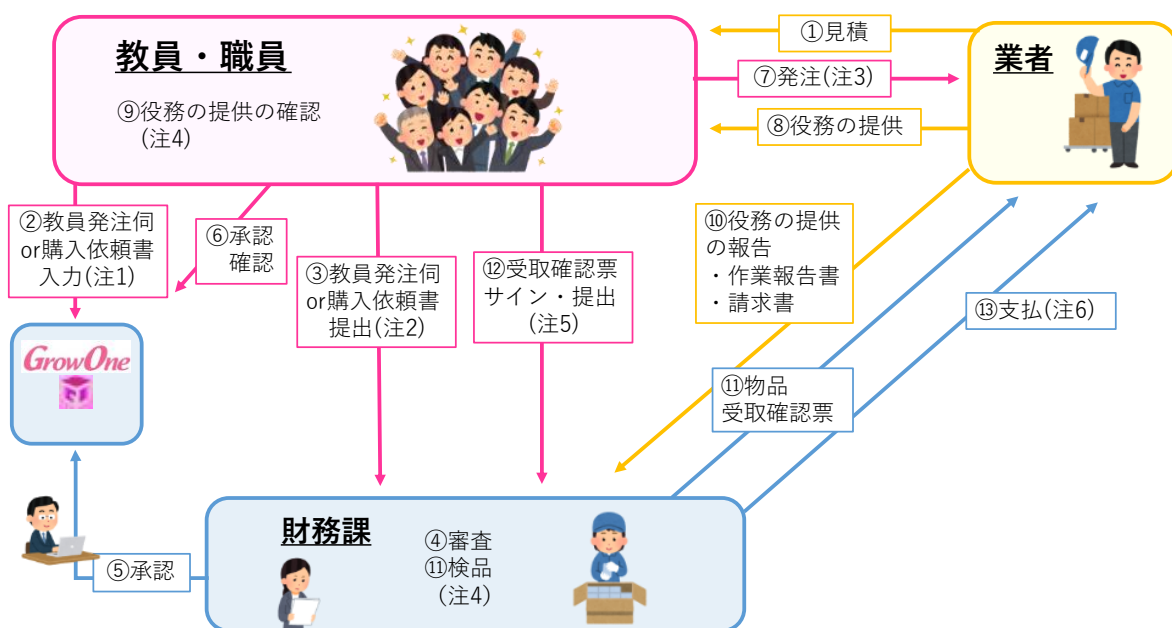 教員・職員
⑨役務の提供の確認
(注4)
①見積
⑦発注(注3)
⑧役務の提供
業者
②教員発注伺
or購入依頼書
入力(注1)
⑥承認
確認
③教員発注伺
or購入依頼書
提出(注2)
⑫受取確認票
サイン・提出
(注5)
⑩役務の提供
の報告
・作業報告書
・請求書
⑬支払(注6)
GrowOne
⑪物品
受取確認票
財務課
④審査
⑪検品
(注4)
⑤承認